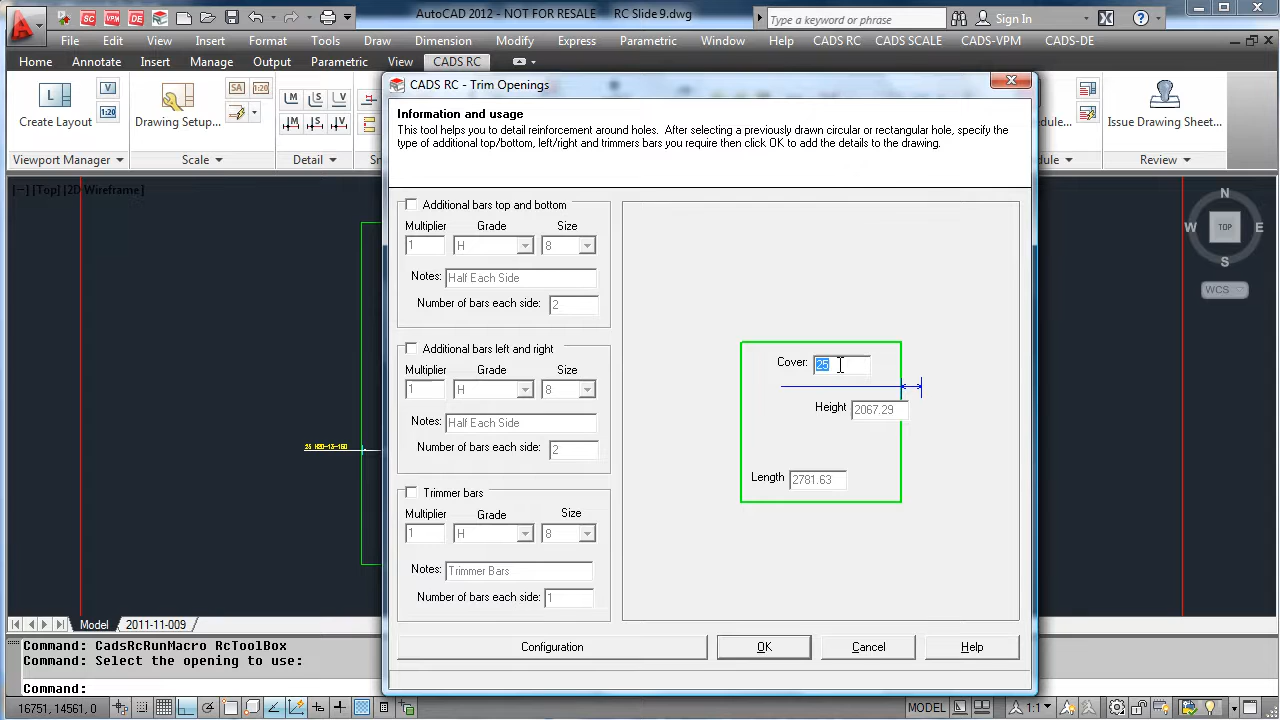 AutoCAD 2012 - NOT FOR RESALE    RC Slide 9.dwg
Type a keyword or phrase
Sign In
File Edit View Insert Format Tools Draw Dimension Modify Express Parametric Window Help CADS RC CADS SCALE CADS-VPM CADS-DE
Home Annotate Insert Manage Output Parametric View CADS RC
Create Layout
Drawing Setup...
Issue Drawing Sheet...
Viewport Manager
Scale
Detail
Review
[−] [Top] [2D Wireframe]
CADS RC - Trim Openings
Information and usage
This tool helps you to detail reinforcement around holes. After selecting a previously drawn circular or rectangular hole, specify the
type of additional top/bottom, left/right and trimmers bars you require then click OK to add the details to the drawing.
Additional bars top and bottom
Multiplier Grade Size
1 H 8
Notes: Half Each Side
Number of bars each side: 2
Additional bars left and right
Multiplier Grade Size
1 H 8
Notes: Half Each Side
Number of bars each side: 2
Trimmer bars
Multiplier Grade Size
1 H 8
Notes: Trimmer Bars
Number of bars each side: 1
Cover: 25
Height 2067.29
Length 2781.63
Configuration
OK
Cancel
Help
N
W TOP E
S
WCS
Model 2011-11-009
Command: CadsRcRunMacro RcToolBox
Command: Select the opening to use:
Command:
16751, 14561, 0
MODEL
1:1